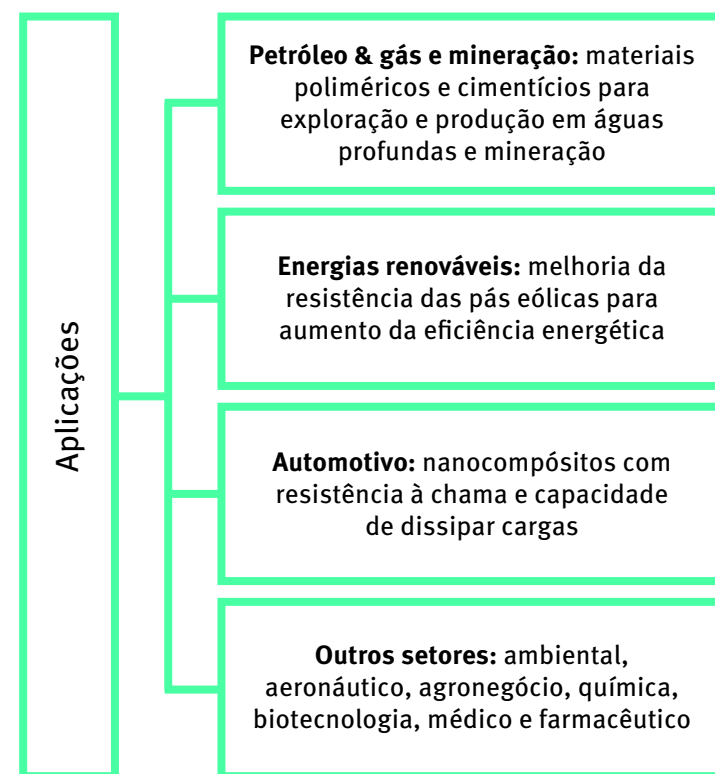 Aplicações
Petróleo & gás e mineração: materiais
poliméricos e cimentícios para
exploração e produção em águas
profundas e mineração
Energias renováveis: melhoria da
resistência das pás eólicas para
aumento da eficiência energética
Automotivo: nanocompósitos com
resistência à chama e capacidade
de dissipar cargas
Outros setores: ambiental,
aeronáutico, agronegócio, química,
biotecnologia, médico e farmacêutico